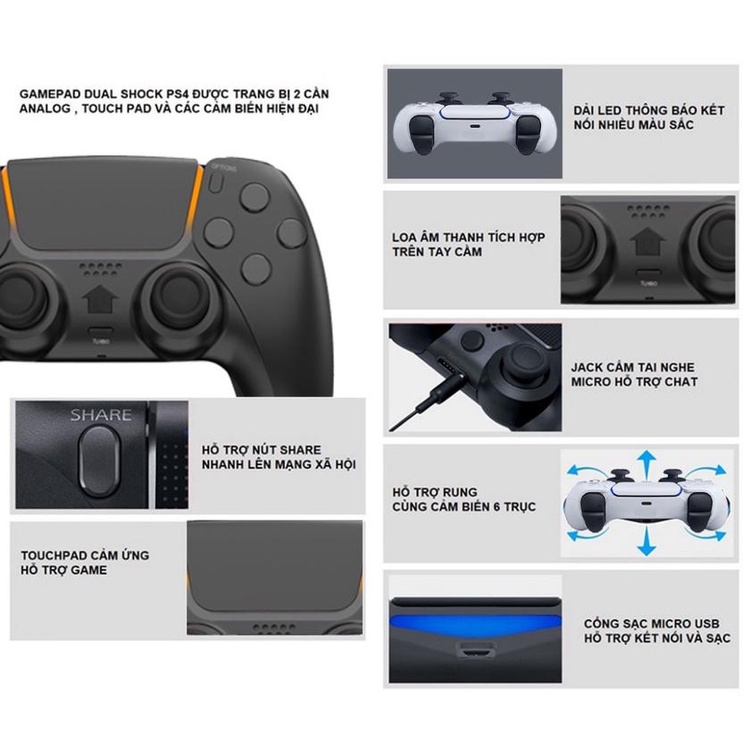 GAMEPAD DUAL SHOCK PS4 ĐƯỢC TRANG BỊ 2 CẦN
ANALOG , TOUCH PAD VÀ CÁC CẢM BIẾN HIỆN ĐẠI
OPTIONS
TURBO
SHARE
HỖ TRỢ NÚT SHARE
NHANH LÊN MẠNG XÃ HỘI
TOUCHPAD CẢM ỨNG
HỖ TRỢ GAME
DẢI LED THÔNG BÁO KẾT
NỐI NHIỀU MÀU SẮC
LOA ÂM THANH TÍCH HỢP
TRÊN TAY CẦM
TURBO
JACK CẮM TAI NGHE
MICRO HỖ TRỢ CHAT
HỖ TRỢ RUNG
CÙNG CẢM BIẾN 6 TRỤC
CỔNG SẠC MICRO USB
HỖ TRỢ KẾT NỐI VÀ SẠC